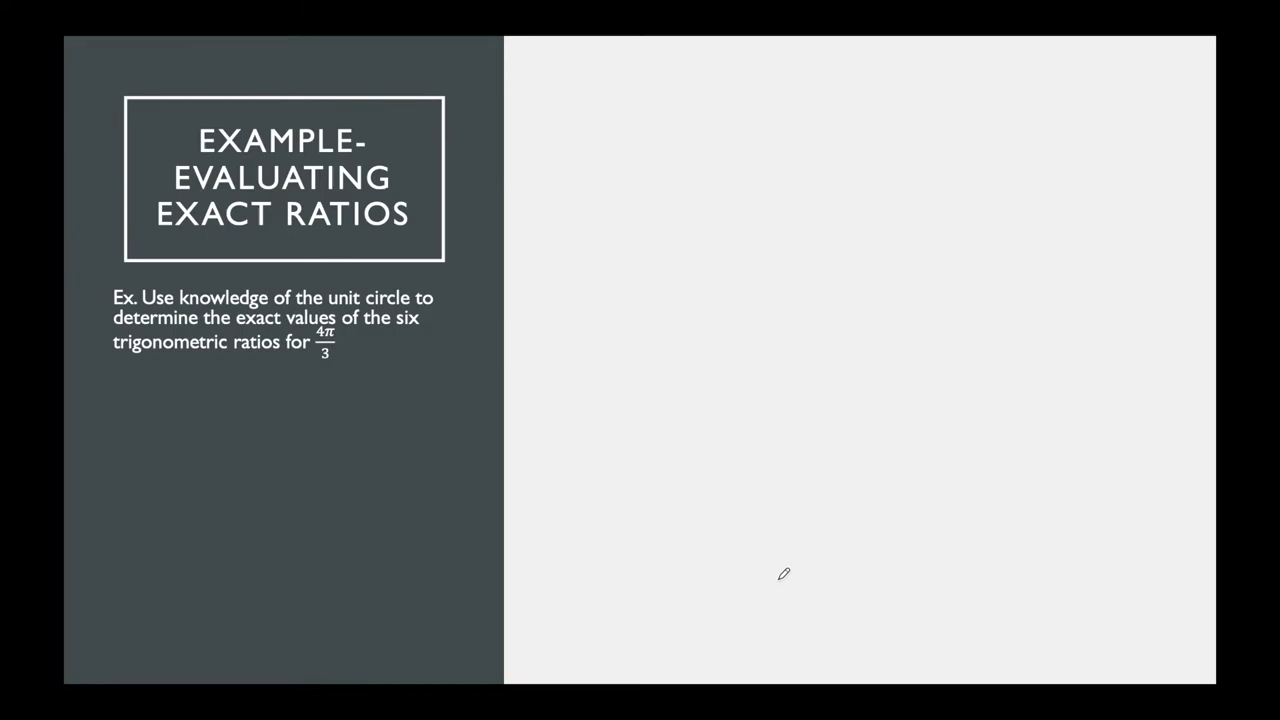 EXAMPLE-
EVALUATING
EXACT RATIOS
Ex. Use knowledge of the unit circle to
determine the exact values of the six
trigonometric ratios for 4π/3